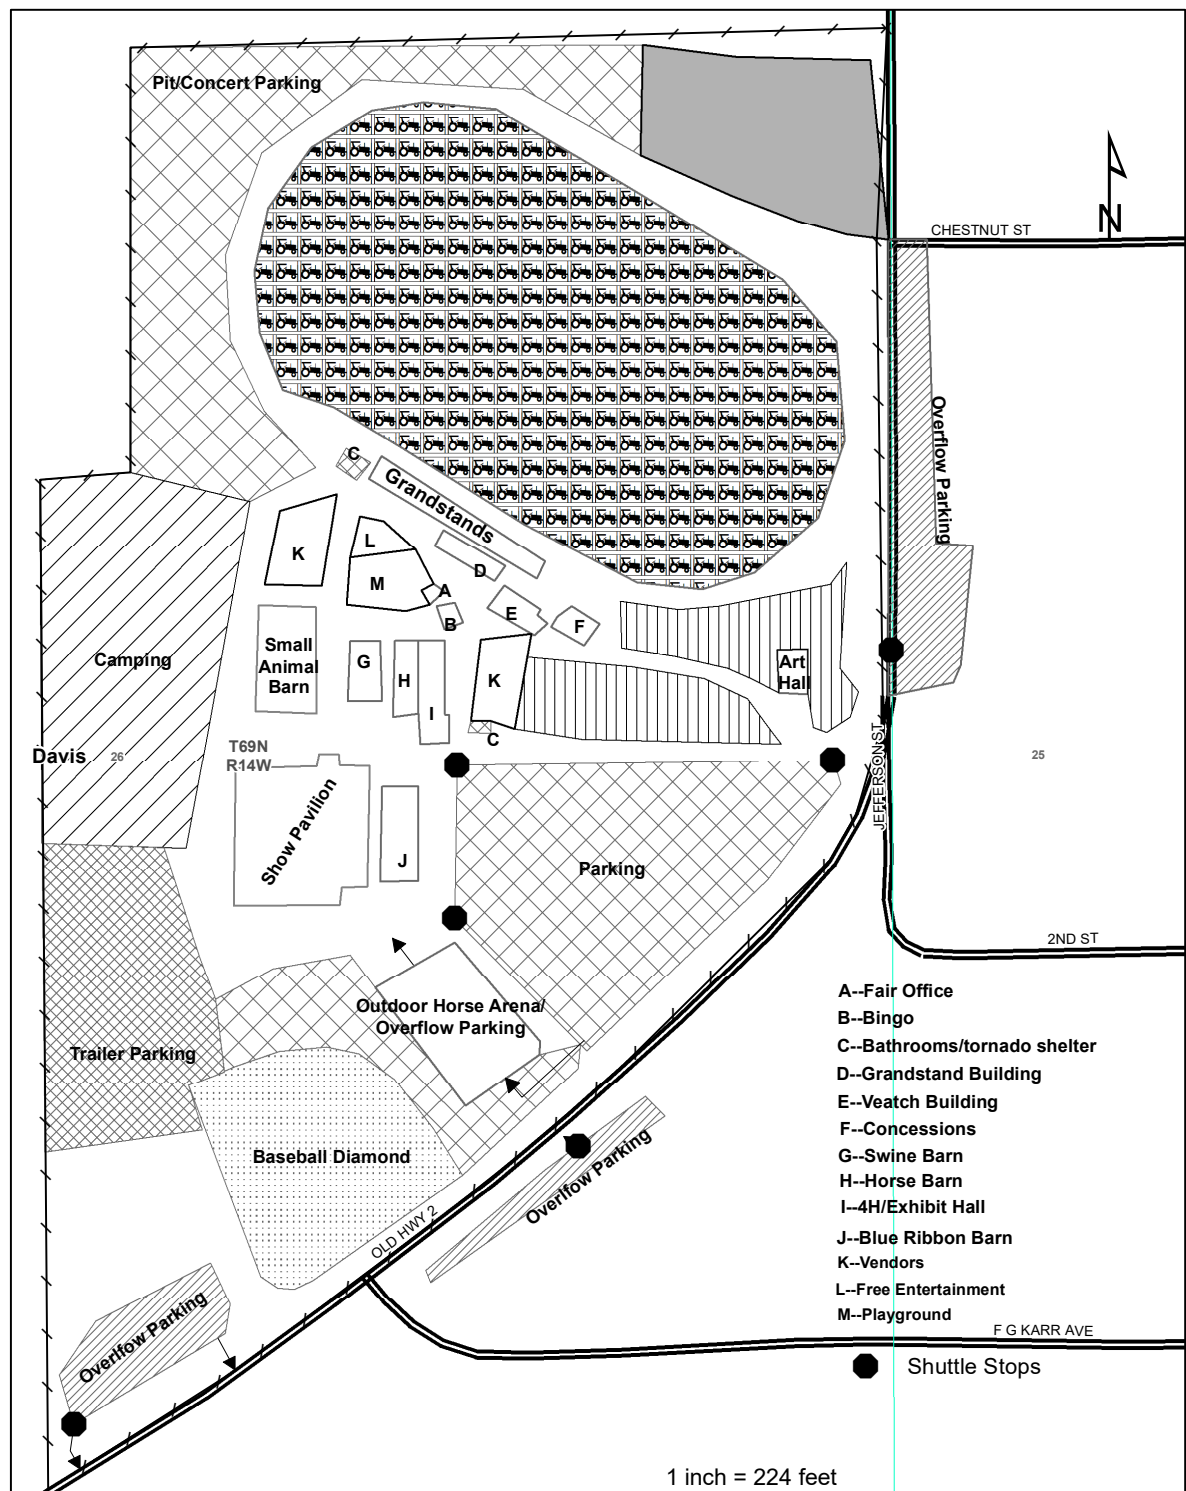 Pit/Concert Parking
N
CHESTNUT ST
Overflow Parking
C
Grandstands
K
L
M
D
A
B
E
F
Small
Animal
Barn
G
H
I
K
C
Art
Hall
Camping
Davis
26
T69N
R14W
25
JEFFERSON ST
Show Pavilion
J
Parking
2ND ST
Outdoor Horse Arena/
Overflow Parking
Trailer Parking
Baseball Diamond
Overlfow Parking
OLD HWY 2
Overlfow Parking
A--Fair Office
B--Bingo
C--Bathrooms/tornado shelter
D--Grandstand Building
E--Veatch Building
F--Concessions
G--Swine Barn
H--Horse Barn
I--4H/Exhibit Hall
J--Blue Ribbon Barn
K--Vendors
L--Free Entertainment
M--Playground
F G KARR AVE
Shuttle Stops
1 inch = 224 feet